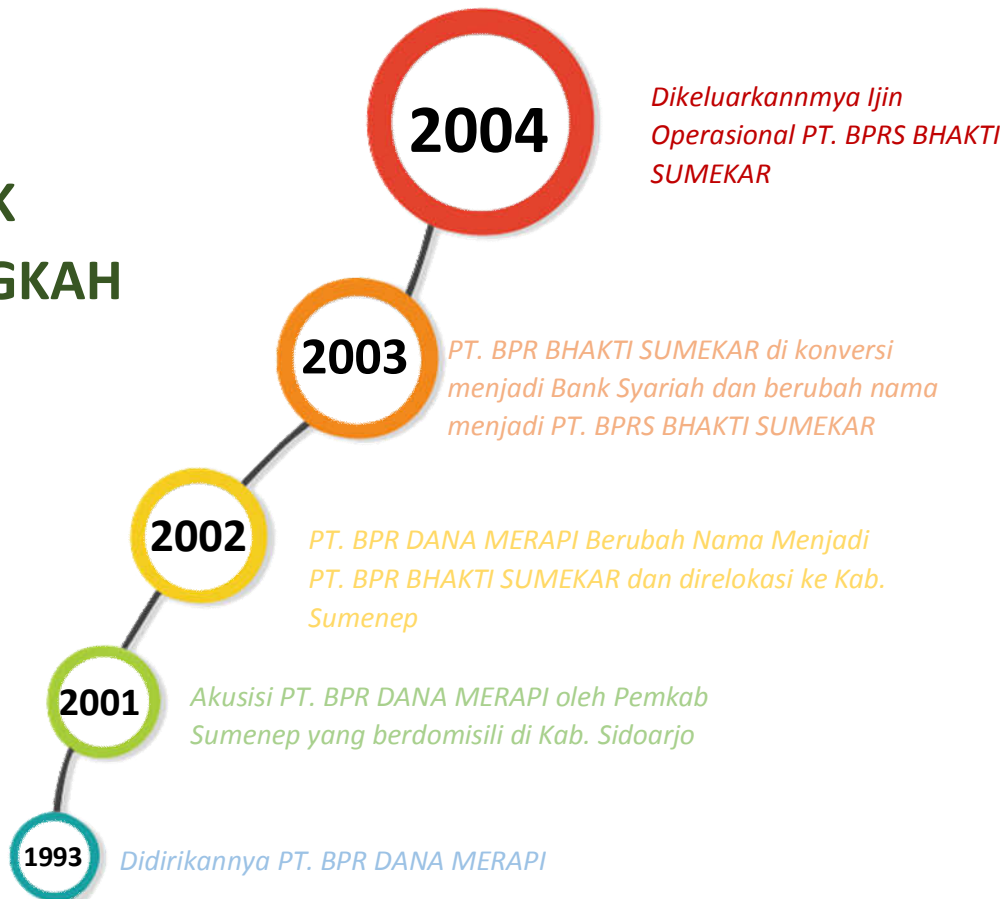 2004
Dikeluarkannmya Ijin
Operasional PT. BPRS BHAKTI
SUMEKAR
K
GKAH
2003
PT. BPR BHAKTI SUMEKAR di konversi
menjadi Bank Syariah dan berubah nama
menjadi PT. BPRS BHAKTI SUMEKAR
2002
PT. BPR DANA MERAPI Berubah Nama Menjadi
PT. BPR BHAKTI SUMEKAR dan direlokasi ke Kab.
Sumenep
2001
Akusisi PT. BPR DANA MERAPI oleh Pemkab
Sumenep yang berdomisili di Kab. Sidoarjo
1993
Didirikannya PT. BPR DANA MERAPI